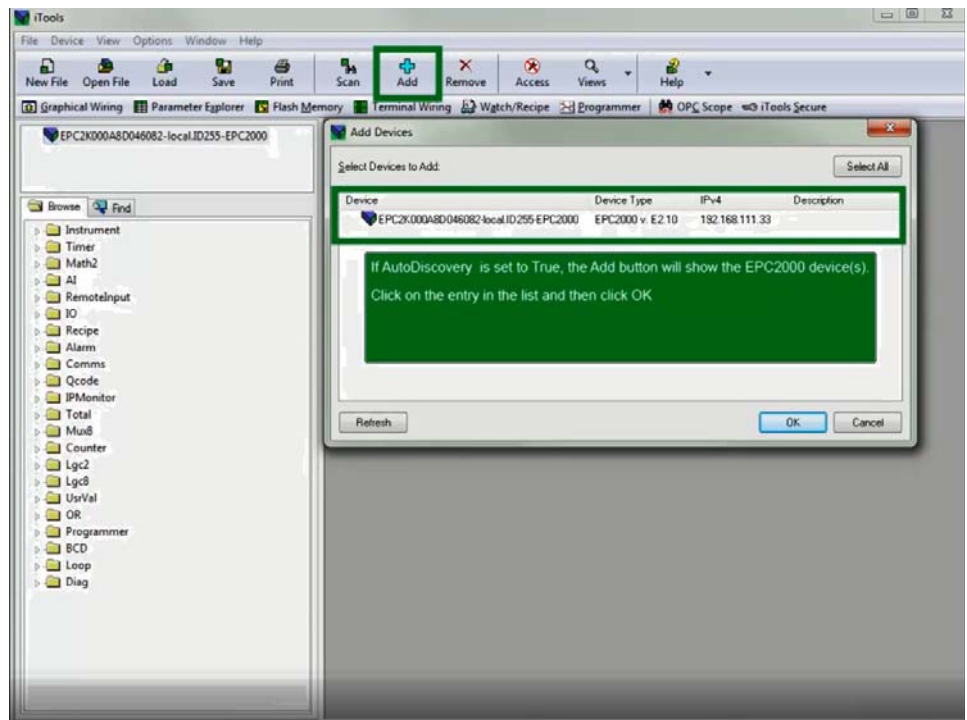 iTools
File Device View Options Window Help
New File Open File Load Save Print Scan Add Remove Access Views Help
Graphical Wiring Parameter Explorer Flash Memory Terminal Wiring Watch/Recipe Programmer OPC Scope iTools Secure
EPC2K000A8D046082-local.ID255-EPC2000
Browse Find
Instrument
Timer
Math2
AI
RemoteInput
IO
Recipe
Alarm
Comms
Qcode
IPMonitor
Total
Mux8
Counter
Lgc2
Lgc8
UsrVal
OR
Programmer
BCD
Loop
Diag
Add Devices
Select Devices to Add:
Select All
Device Device Type IPv4 Description
EPC2K000A8D046082-local.ID255-EPC2000 EPC2000 v. E2.10 192.168.111.33
If AutoDiscovery is set to True, the Add button will show the EPC2000 device(s).
Click on the entry in the list and then click OK
Refresh OK Cancel